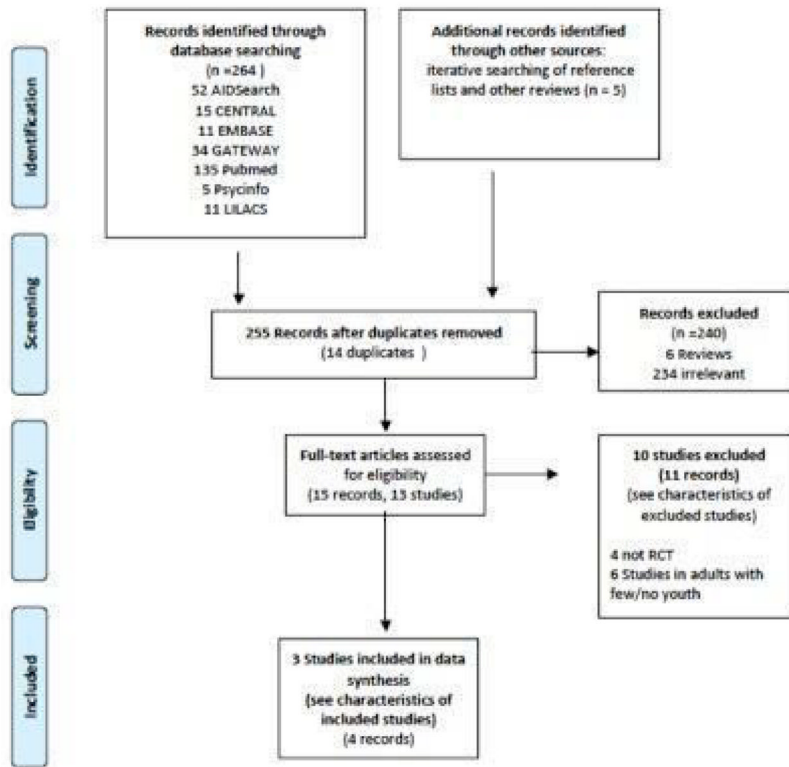 Identification
Records identified through
database searching
(n =264 )
52 AIDSearch
15 CENTRAL
11 EMBASE
34 GATEWAY
135 Pubmed
5 Psycinfo
11 LILACS
Additional records identified
through other sources:
iterative searching of reference
lists and other reviews (n = 5)
Screening
255 Records after duplicates removed
(14 duplicates )
Records excluded
(n =240)
6 Reviews
234 irrelevant
Eligibility
Full-text articles assessed
for eligibility
(15 records, 13 studies)
10 studies excluded
(11 records)
(see characteristics of
excluded studies)
4 not RCT
6 Studies in adults with
few/no youth
Included
3 Studies included in data
synthesis
(see characteristics of
included studies)
(4 records)